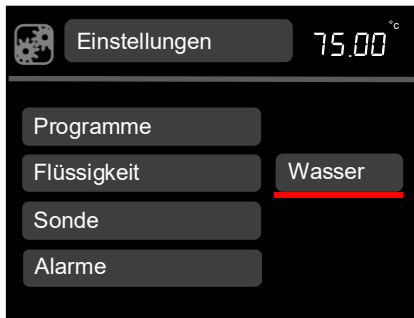 Einstellungen 75.00 °c
Programme
Flüssigkeit Wasser
Sonde
Alarme